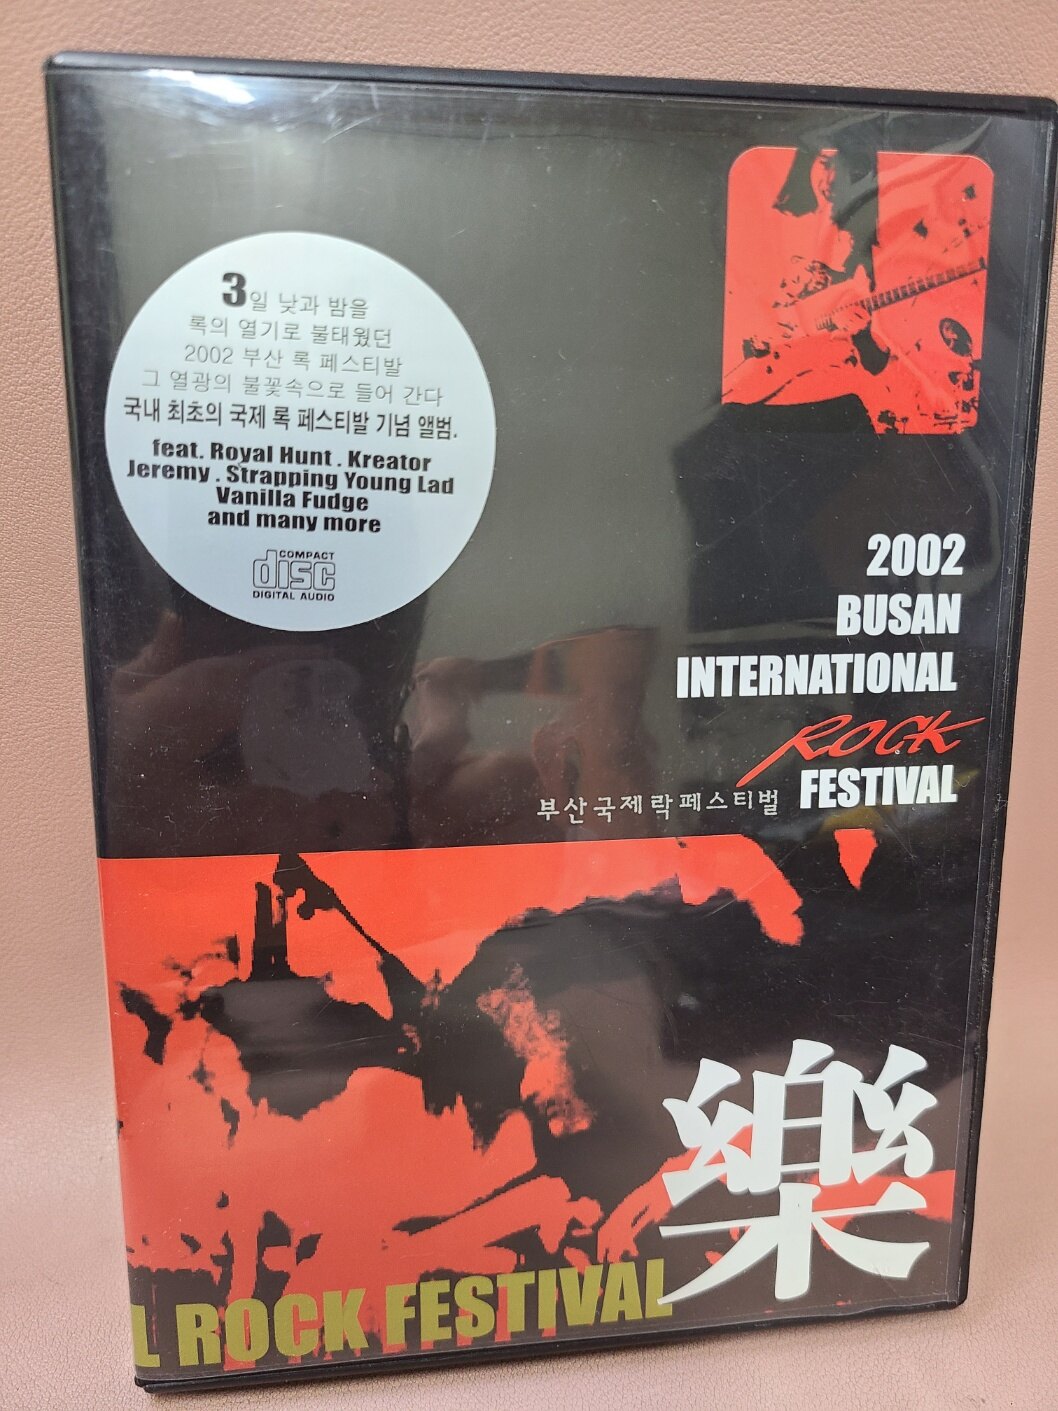 3일 낮과 밤을
록의 열기로 불태웠던
2002 부산 록 페스티발
그 열광의 불꽃속으로 들어 간다
국내 최초의 국제 록 페스티발 기념 앨범.
feat. Royal Hunt . Kreator
Jeremy . Strapping Young Lad
Vanilla Fudge
and many more
COMPACT
disc
DIGITAL AUDIO
2002
BUSAN
INTERNATIONAL
ROCK
FESTIVAL
부산국제락페스티벌
樂
L ROCK FESTIVAL